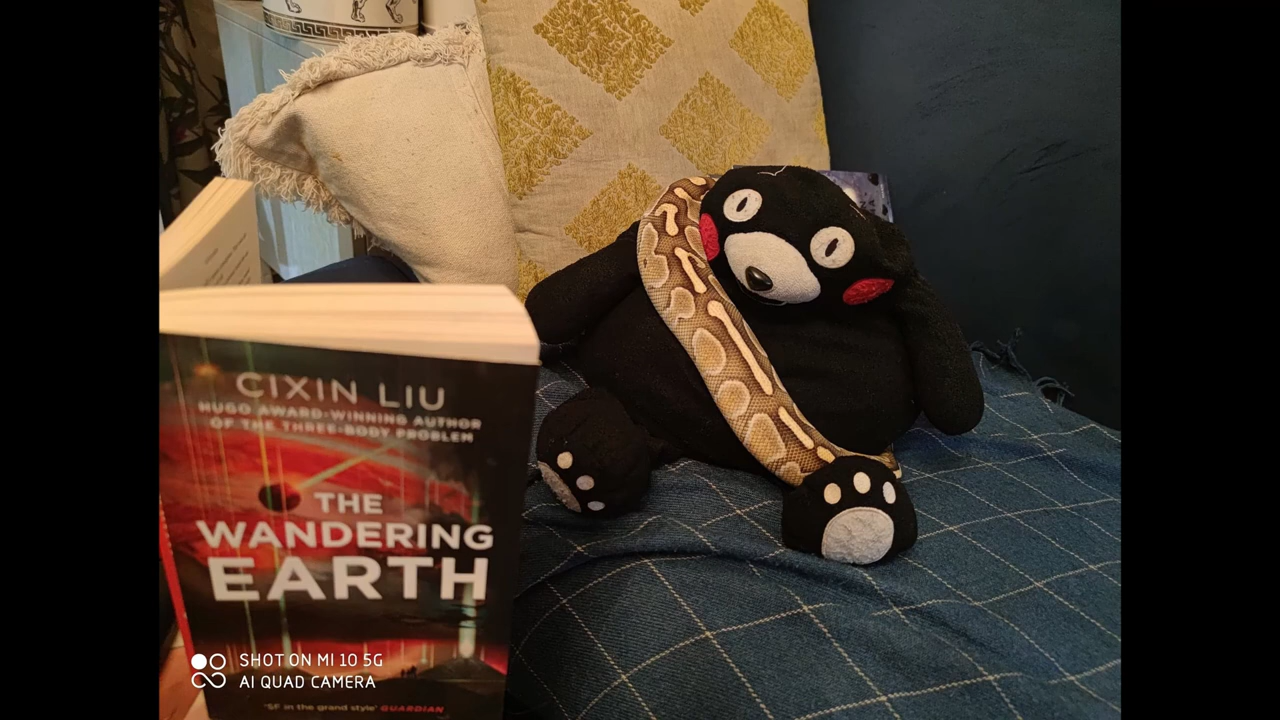 CIXIN LIU
HUGO AWARD-WINNING AUTHOR
OF THE THREE-BODY PROBLEM
THE
WANDERING
EARTH
SHOT ON MI 10 5G
AI QUAD CAMERA
'SF in the grand style' GUARDIAN